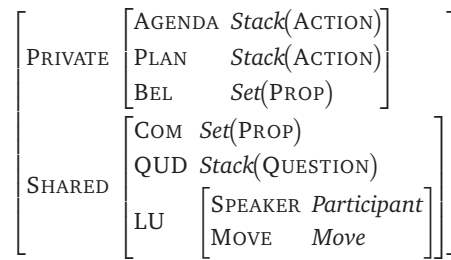 AGENDA Stack(ACTION)
PRIVATE PLAN Stack(ACTION)
BEL Set(PROP)
COM Set(PROP)
QUD Stack(QUESTION)
SHARED
LU SPEAKER Participant
MOVE Move